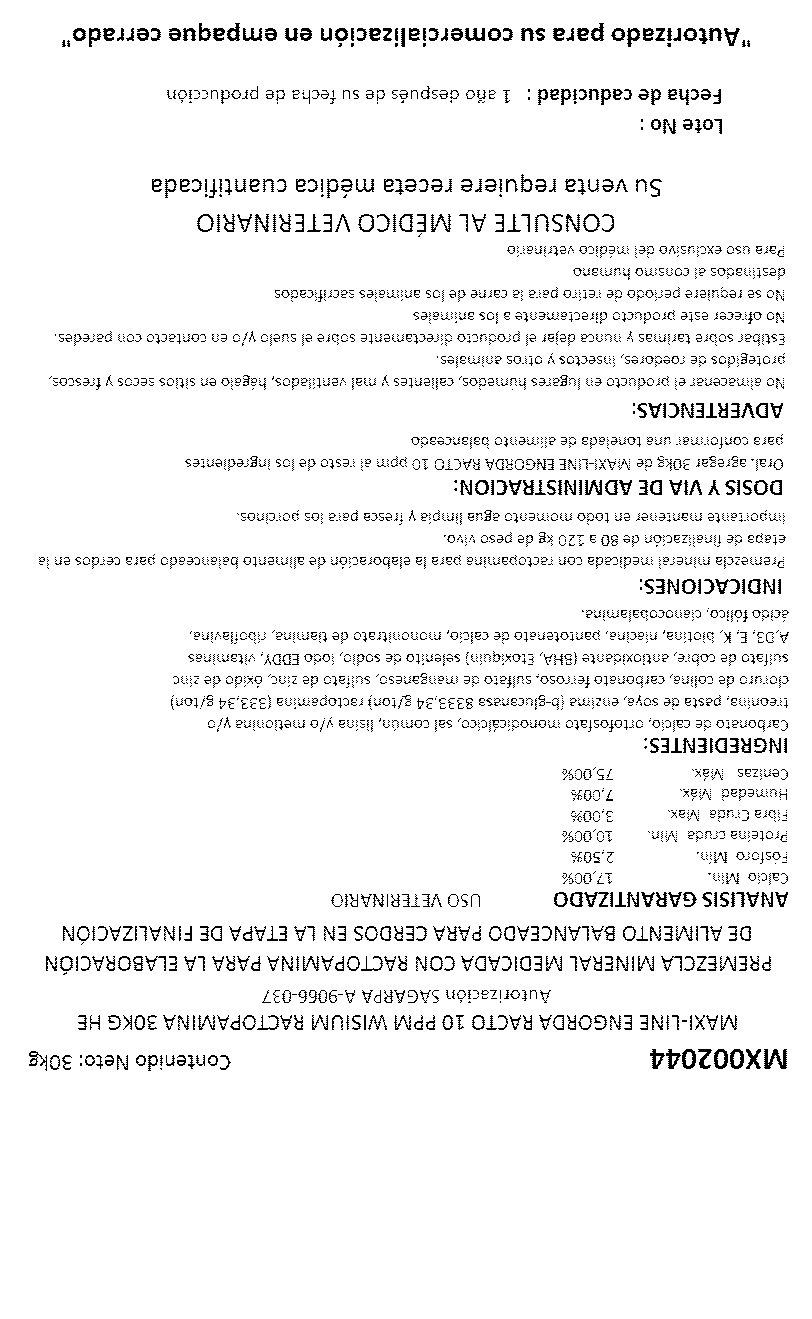 MX002044 Contenido Neto: 30kg
MAXI-LINE ENGORDA RACTO 10 PPM WISIUM RACTOPAMINA 30KG HE
Autorización SAGARPA A-9066-037
PREMEZCLA MINERAL MEDICADA CON RACTOPAMINA PARA LA ELABORACIÓN
DE ALIMENTO BALANCEADO PARA CERDOS EN LA ETAPA DE FINALIZACIÓN
ANALISIS GARANTIZADO USO VETERINARIO
Calcio Min. 17,00%
Fósforo Mín. 2,50%
Proteína cruda Mín. 10,00%
Fibra Cruda Max. 3,00%
Humedad Máx. 7,00%
Cenizas Máx. 75,00%
INGREDIENTES:
Carbonato de calcio, ortofosfato monodicálcico, sal común, lisina y/o metionina y/o
treonina, pasta de soya, enzima (b-glucanasa 8333,34 g/ton) ractopamina (333,34 g/ton)
cloruro de colina, carbonato ferroso, sulfato de manganeso, sulfato de zinc, óxido de zinc
sulfato de cobre, antioxidante (BHA, Etoxiquin) selenito de sodio, iodo EDDY, vitaminas
A,D3, E, K, biotina, niacina, pantotenato de calcio, mononitrato de tiamina, riboflavina,
ácido fólico, cianocobalamina.
INDICACIONES:
Premezcla mineral medicada con ractopamina para la elaboración de alimento balanceado para cerdos en la
etapa de finalización de 80 a 120 kg de peso vivo.
Importante mantener en todo momento agua limpia y fresca para los porcinos.
DOSIS Y VIA DE ADMINISTRACION:
Oral. agregar 30kg de MAXI-LINE ENGORDA RACTO 10 ppm al resto de los ingredientes
para conformar una tonelada de alimento balanceado
ADVERTENCIAS:
No almacenar el producto en lugares humedos, calientes y mal ventilados, hágalo en sitios secos y frescos,
protegidos de roedores, insectos y otros animales.
Estibar sobre tarimas y nunca dejar el producto directamente sobre el suelo y/o en contacto con paredes.
No ofrecer este producto directamente a los animales
No se requiere periodo de retiro para la carne de los animales sacrificados
destinados al consmo humano
Para uso exclusivo del médico vetrinario
CONSULTE AL MÉDICO VETERINARIO
Su venta requiere receta médica cuantificada
Lote No :
Fecha de caducidad : 1 año después de su fecha de producción
"Autorizado para su comercialización en empaque cerrado"